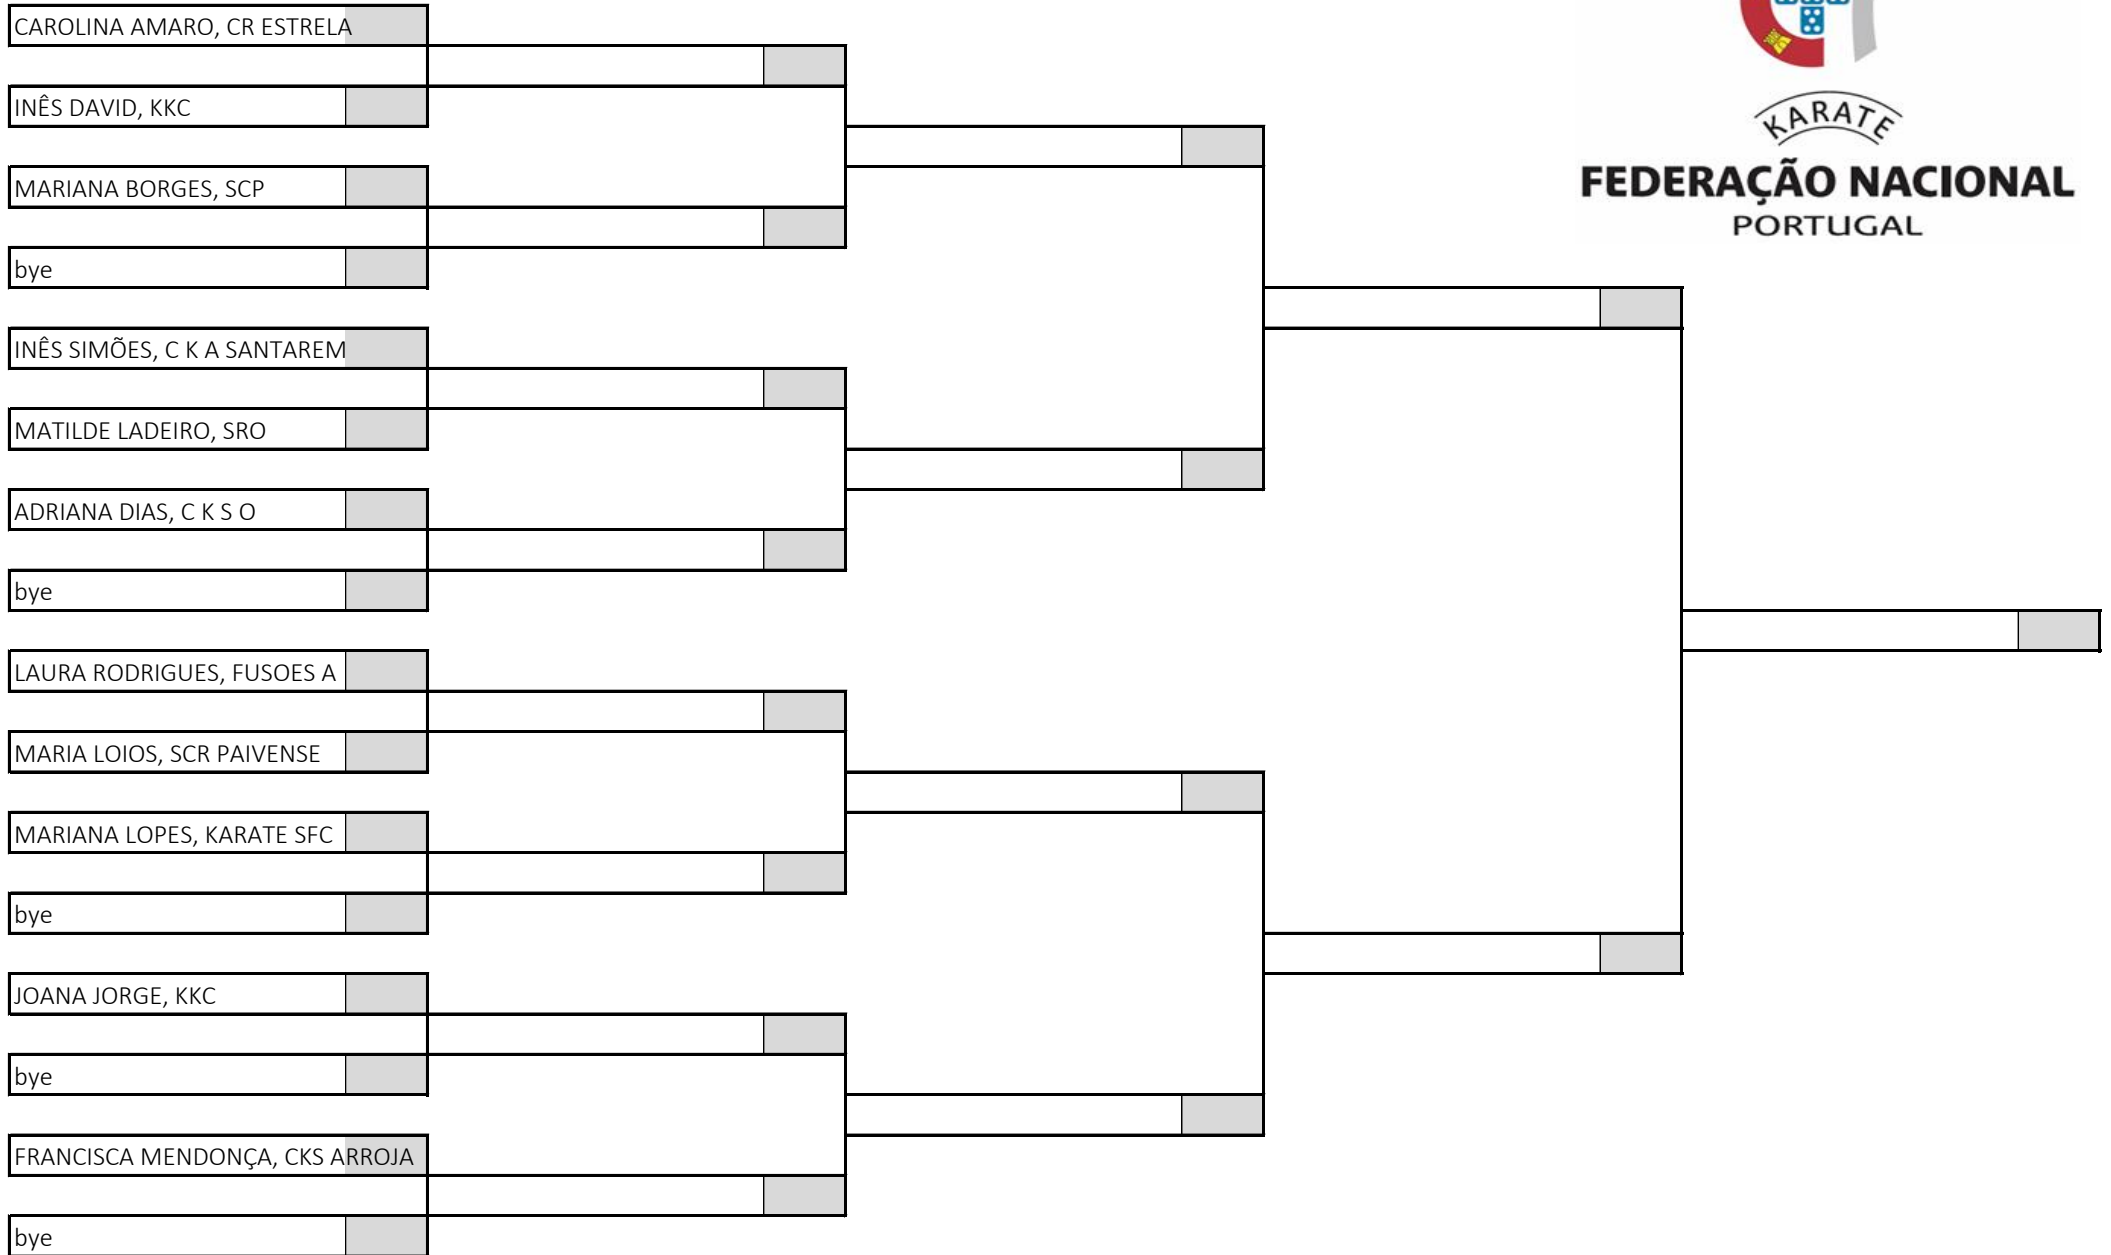 CAROLINA AMARO, CR ESTRELA
INÊS DAVID, KKC
MARIANA BORGES, SCP
bye
INÊS SIMÕES, C K A SANTAREM
MATILDE LADEIRO, SRO
ADRIANA DIAS, C K S O
bye
LAURA RODRIGUES, FUSOES A
MARIA LOIOS, SCR PAIVENSE
MARIANA LOPES, KARATE SFC
bye
JOANA JORGE, KKC
bye
FRANCISCA MENDONÇA, CKS ARROJA
bye
KARATE
FEDERAÇÃO NACIONAL
PORTUGAL